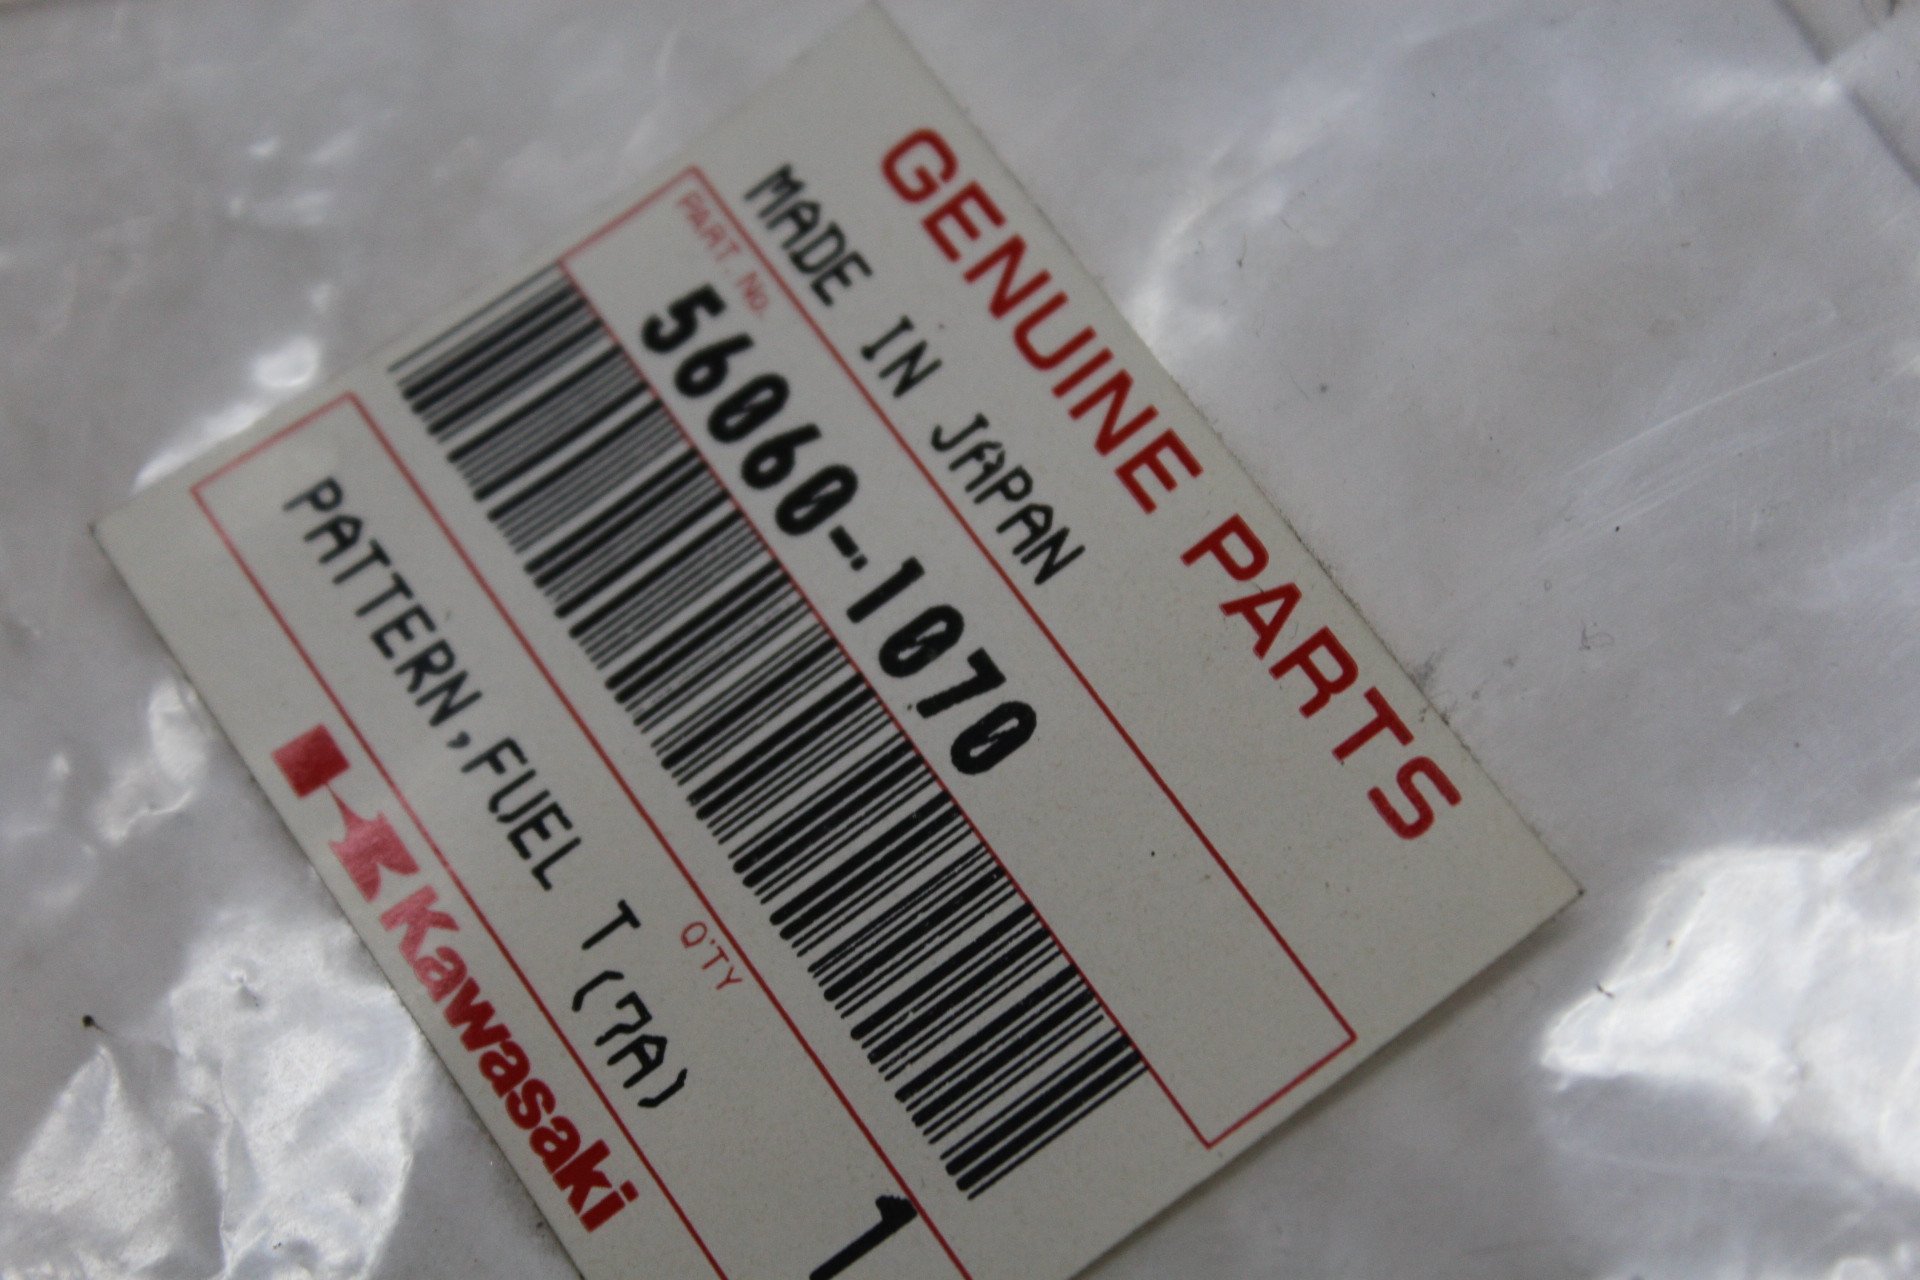 GENUINE PARTS
MADE IN JAPAN
PART. No.
56060-1070
PATTERN,FUEL T(7A)
Q'TY
1
Kawasaki